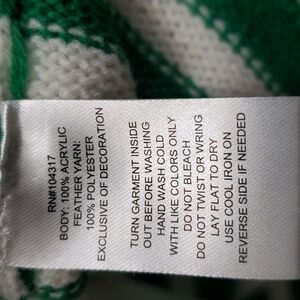 RN#104317
BODY: 100% ACRYLIC
FEATHER YARN:
100% POLYESTER
EXCLUSIVE OF DECORATION
TURN GARMENT INSIDE
OUT BEFORE WASHING
HAND WASH COLD
WITH LIKE COLORS ONLY
DO NOT BLEACH
DO NOT TWIST OR WRING
LAY FLAT TO DRY
USE COOL IRON ON
REVERSE SIDE IF NEEDED